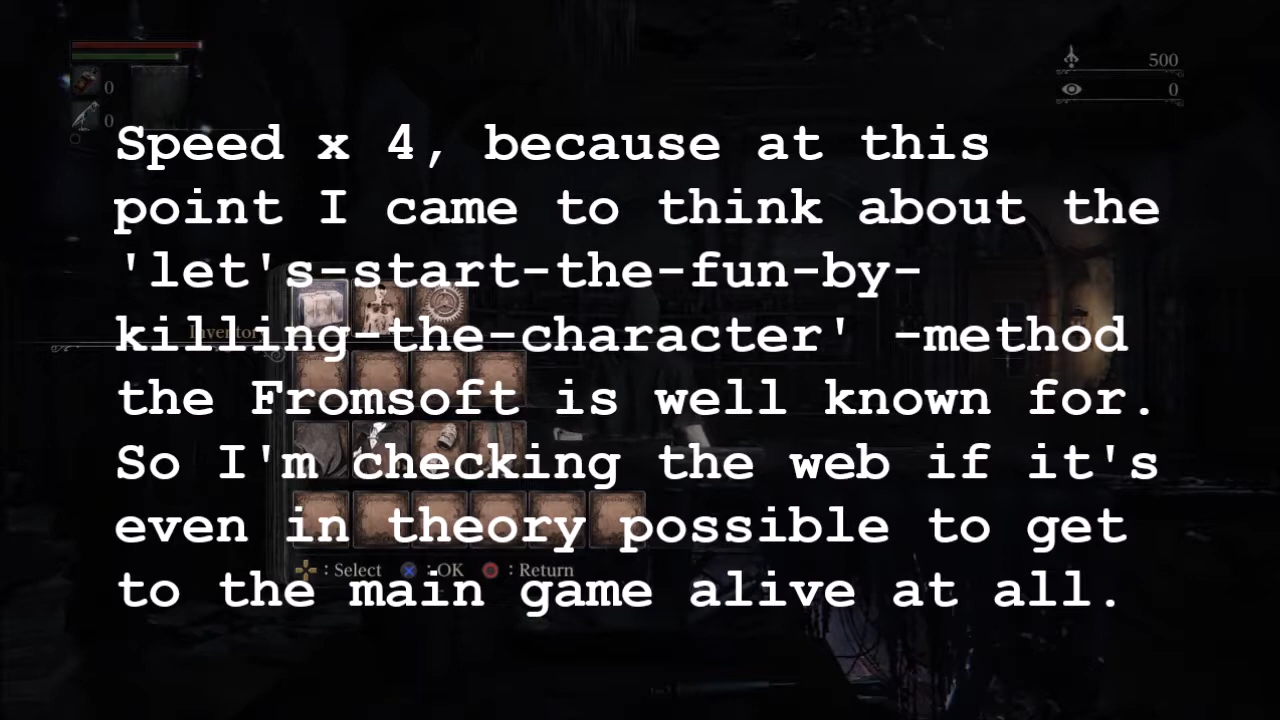 500
0
0
0
Speed x 4, because at this
point I came to think about the
'let's-start-the-fun-by-
killing-the-character' -method
the Fromsoft is well known for.
So I'm checking the web if it's
even in theory possible to get
to the main game alive at all.
Inventory
: Select : OK : Return